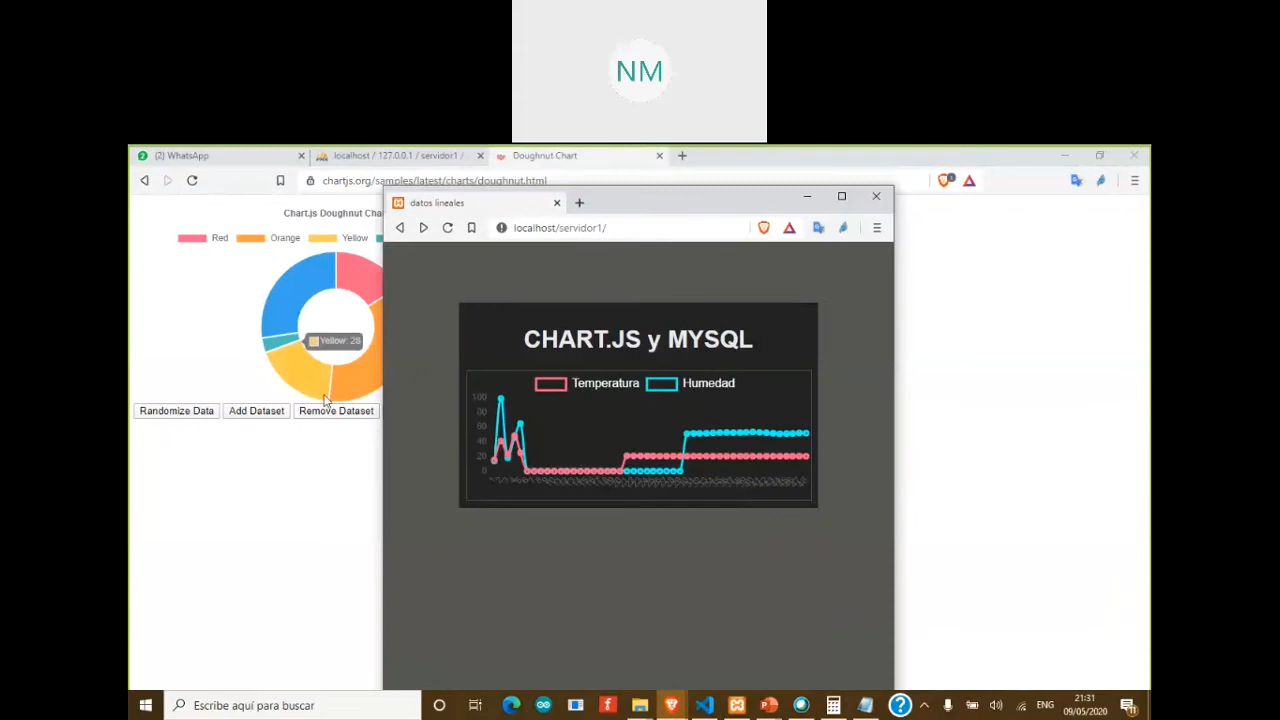 NM
(2) WhatsApp
localhost / 127.0.0.1 / servidor1 /
Doughnut Chart
chartjs.org/samples/latest/charts/doughnut.html
datos lineales
localhost/servidor1/
Chart.js Doughnut Cha
Red
Orange
Yellow
Yellow: 28
Randomize Data
Add Dataset
Remove Dataset
CHART.JS y MYSQL
Temperatura
Humedad
100
80
60
40
20
0
Escribe aquí para buscar
ENG
21:31
09/05/2020